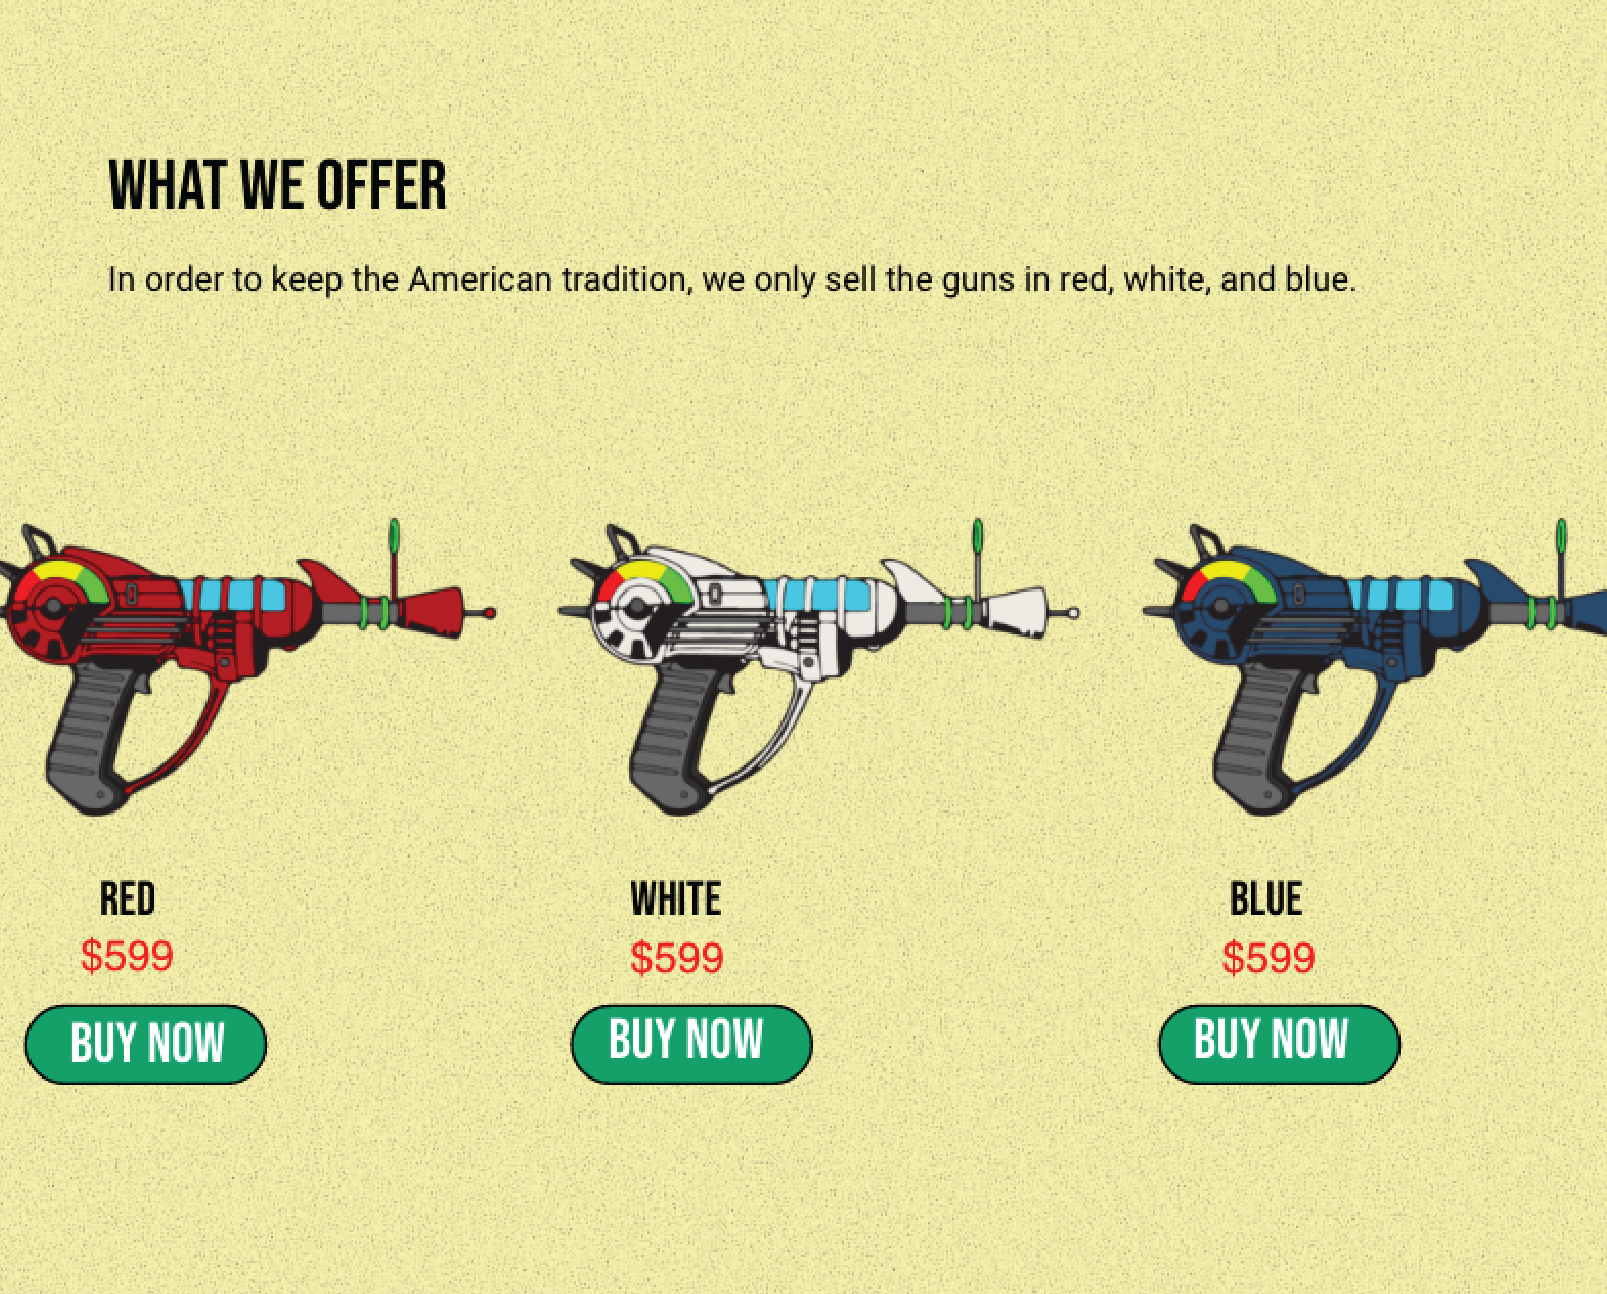 WHAT WE OFFER
In order to keep the American tradition, we only sell the guns in red, white, and blue.
RED
$599
BUY NOW
WHITE
$599
BUY NOW
BLUE
$599
BUY NOW